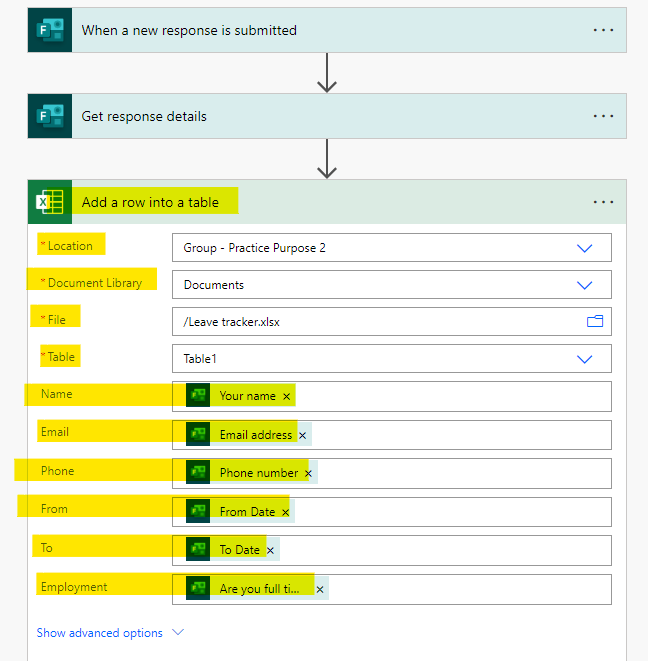 When a new response is submitted
Get response details
Add a row into a table
* Location Group - Practice Purpose 2
* Document Library Documents
* File /Leave tracker.xlsx
* Table Table1
Name Your name ×
Email Email address ×
Phone Phone number ×
From From Date ×
To To Date ×
Employment Are you full ti... ×
Show advanced options